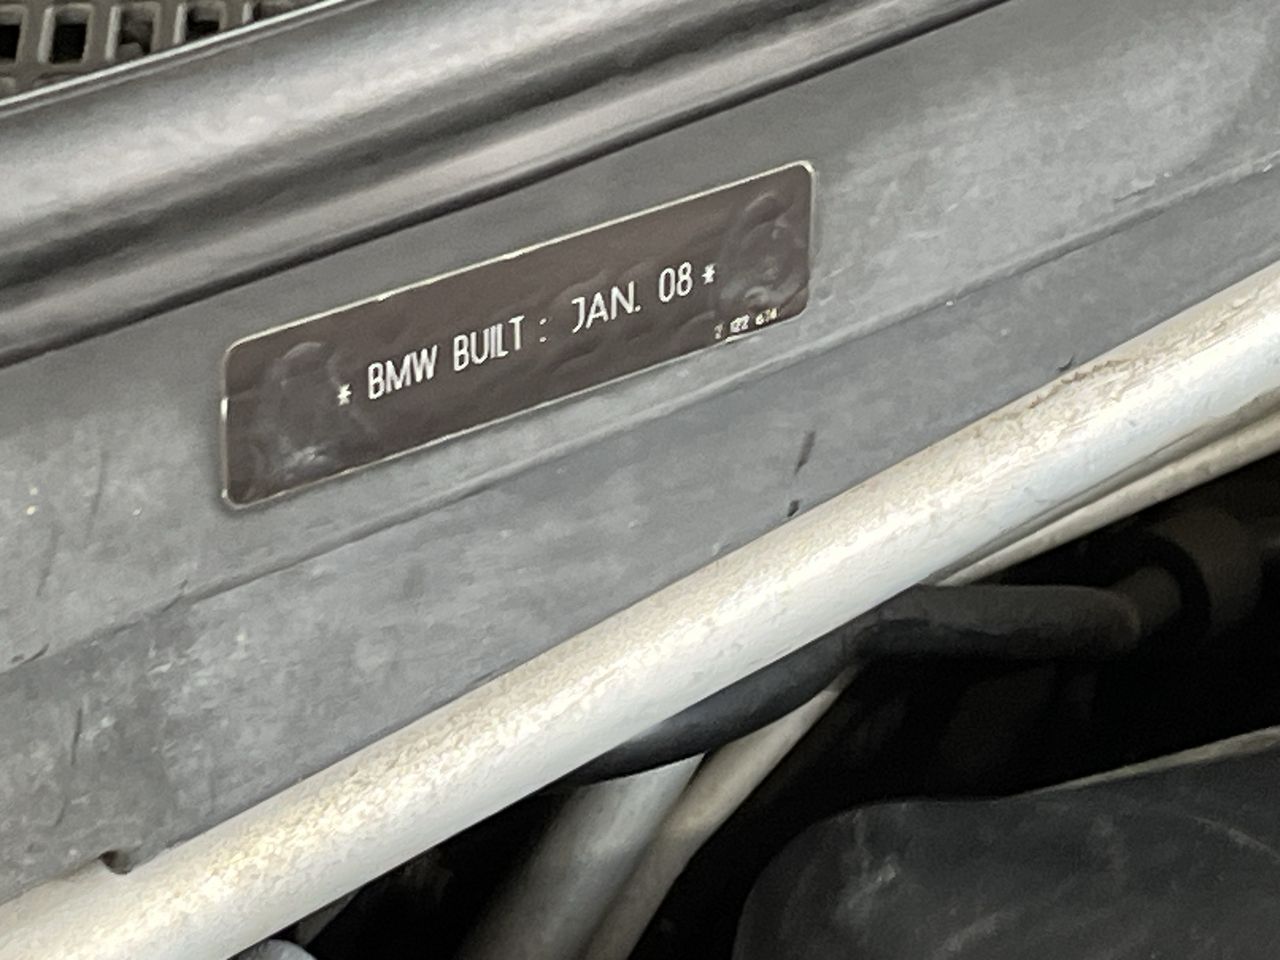 * BMW BUILT : JAN. 08 *